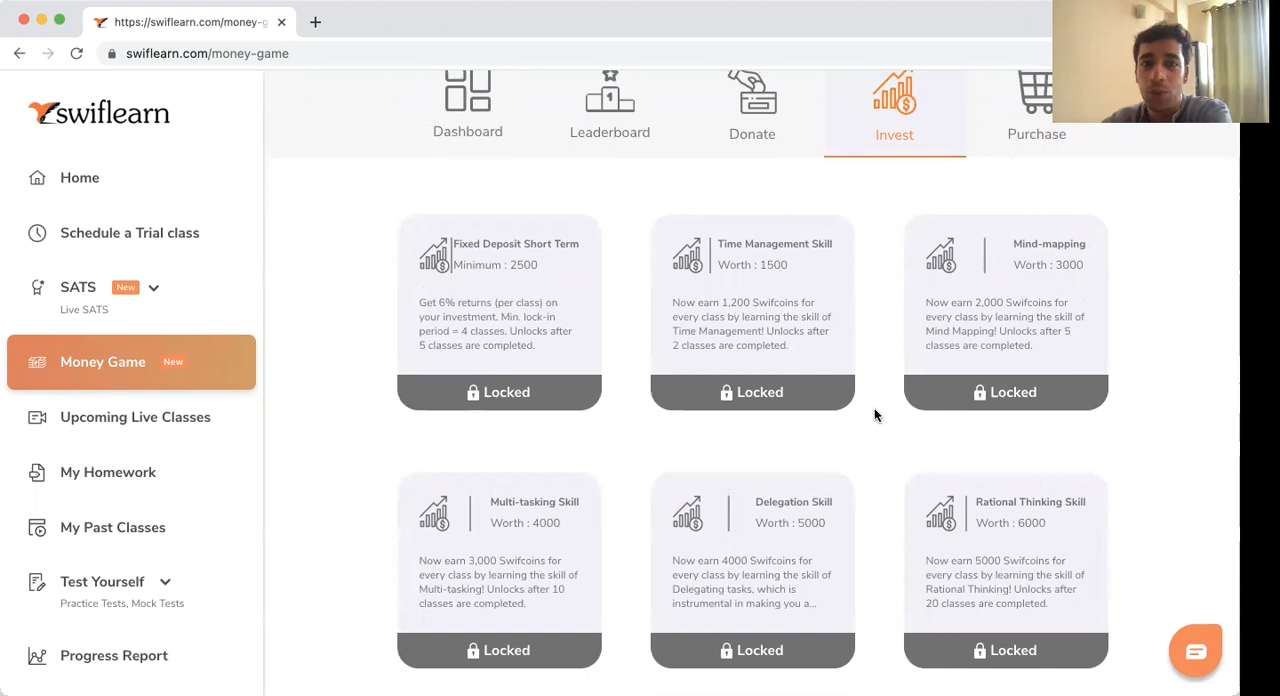 https://swiflearn.com/money-g
swiflearn.com/money-game
swiflearn
Home
Schedule a Trial class
SATS New
Live SATS
Money Game New
Upcoming Live Classes
My Homework
My Past Classes
Test Yourself
Practice Tests, Mock Tests
Progress Report
Dashboard
1
Leaderboard
Donate
Invest
Purchase
Fixed Deposit Short Term
Minimum : 2500
Get 6% returns (per class) on
your investment. Min. lock-in
period = 4 classes. Unlocks after
5 classes are completed.
Locked
Time Management Skill
Worth : 1500
Now earn 1,200 Swifcoins for
every class by learning the skill of
Time Management! Unlocks after
2 classes are completed.
Locked
Mind-mapping
Worth : 3000
Now earn 2,000 Swifcoins for
every class by learning the skill of
Mind Mapping! Unlocks after 5
classes are completed.
Locked
Multi-tasking Skill
Worth : 4000
Now earn 3,000 Swifcoins for
every class by learning the skill of
Multi-tasking! Unlocks after 10
classes are completed.
Locked
Delegation Skill
Worth : 5000
Now earn 4000 Swifcoins for
every class by learning the skill of
Delegating tasks, which is
instrumental in making you a...
Locked
Rational Thinking Skill
Worth : 6000
Now earn 5000 Swifcoins for
every class by learning the skill of
Rational Thinking! Unlocks after
20 classes are completed.
Locked